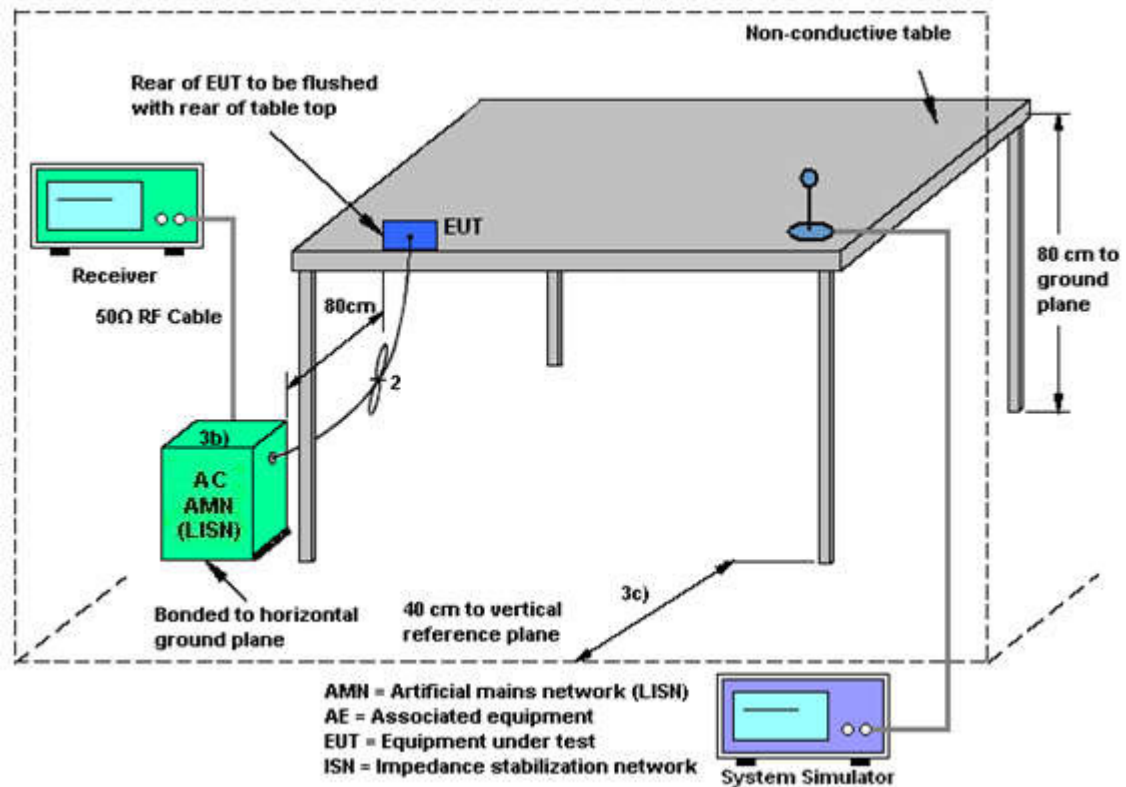 Non-conductive table
Rear of EUT to be flushed
with rear of table top
EUT
Receiver
80cm
80 cm to
ground
plane
50Ω RF Cable
2
3b)
AC
AMN
(LISN)
Bonded to horizontal
ground plane
40 cm to vertical
reference plane
3c)
AMN = Artificial mains network (LISN)
AE = Associated equipment
EUT = Equipment under test
ISN = Impedance stabilization network
System Simulator